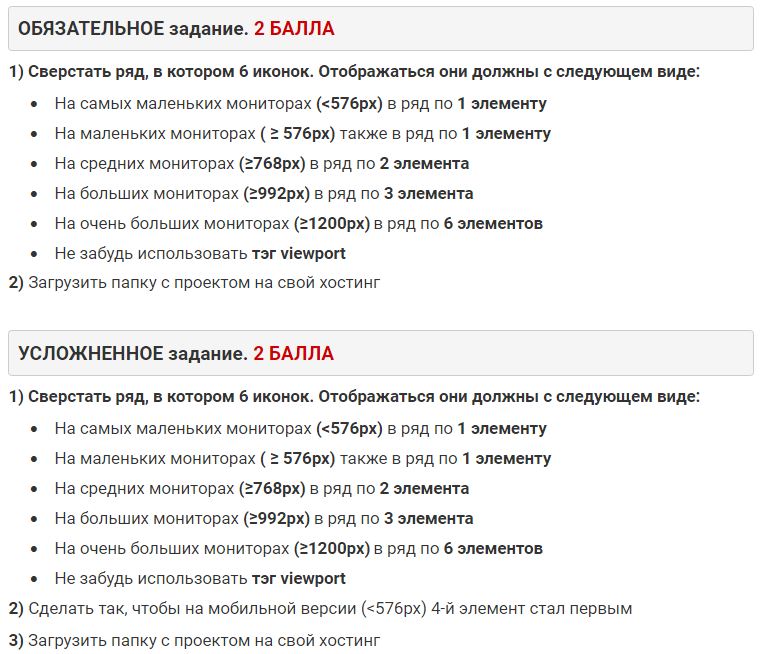 ОБЯЗАТЕЛЬНОЕ задание. 2 БАЛЛА
1) Сверстать ряд, в котором 6 иконок. Отображаться они должны с следующем виде:
На самых маленьких мониторах (<576px) в ряд по 1 элементу
На маленьких мониторах ( ≥ 576px) также в ряд по 1 элементу
На средних мониторах (≥768px) в ряд по 2 элемента
На больших мониторах (≥992px) в ряд по 3 элемента
На очень больших мониторах (≥1200px) в ряд по 6 элементов
Не забудь использовать тэг viewport
2) Загрузить папку с проектом на свой хостинг
УСЛОЖНЕННОЕ задание. 2 БАЛЛА
1) Сверстать ряд, в котором 6 иконок. Отображаться они должны с следующем виде:
На самых маленьких мониторах (<576px) в ряд по 1 элементу
На маленьких мониторах ( ≥ 576px) также в ряд по 1 элементу
На средних мониторах (≥768px) в ряд по 2 элемента
На больших мониторах (≥992px) в ряд по 3 элемента
На очень больших мониторах (≥1200px) в ряд по 6 элементов
Не забудь использовать тэг viewport
2) Сделать так, чтобы на мобильной версии (<576px) 4-й элемент стал первым
3) Загрузить папку с проектом на свой хостинг